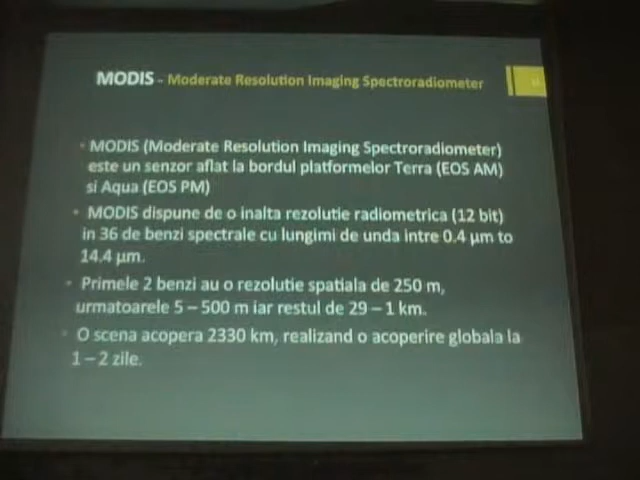 MODIS - Moderate Resolution Imaging Spectroradiometer
• MODIS (Moderate Resolution Imaging Spectroradiometer)
este un senzor aflat la bordul platformelor Terra (EOS AM)
si Aqua (EOS PM)
• MODIS dispune de o inalta rezolutie radiometrica (12 bit)
in 36 de benzi spectrale cu lungimi de unda intre 0.4 µm to
14.4 µm.
• Primele 2 benzi au o rezolutie spatiala de 250 m,
urmatoarele 5 – 500 m iar restul de 29 – 1 km.
• O scena acopera 2330 km, realizand o acoperire globala la
1 – 2 zile.